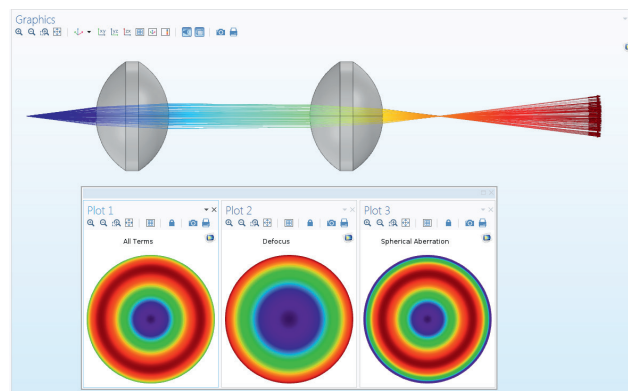 Graphics
Plot 1
Plot 2
Plot 3
All Terms
Defocus
Spherical Aberration